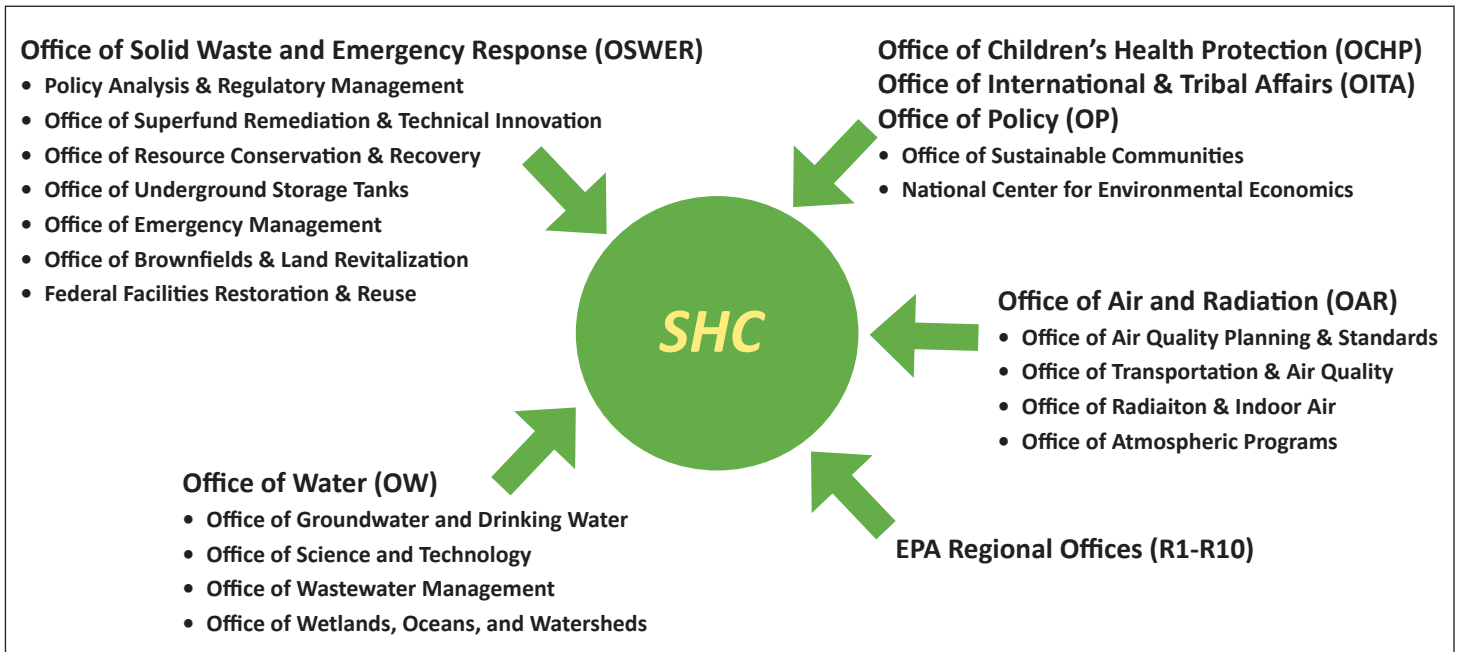 Office of Solid Waste and Emergency Response (OSWER)
• Policy Analysis & Regulatory Management
• Office of Superfund Remediation & Technical Innovation
• Office of Resource Conservation & Recovery
• Office of Underground Storage Tanks
• Office of Emergency Management
• Office of Brownfields & Land Revitalization
• Federal Facilities Restoration & Reuse
Office of Children’s Health Protection (OCHP)
Office of International & Tribal Affairs (OITA)
Office of Policy (OP)
• Office of Sustainable Communities
• National Center for Environmental Economics
SHC
Office of Air and Radiation (OAR)
• Office of Air Quality Planning & Standards
• Office of Transportation & Air Quality
• Office of Radiaiton & Indoor Air
• Office of Atmospheric Programs
Office of Water (OW)
• Office of Groundwater and Drinking Water
• Office of Science and Technology
• Office of Wastewater Management
• Office of Wetlands, Oceans, and Watersheds
EPA Regional Offices (R1-R10)